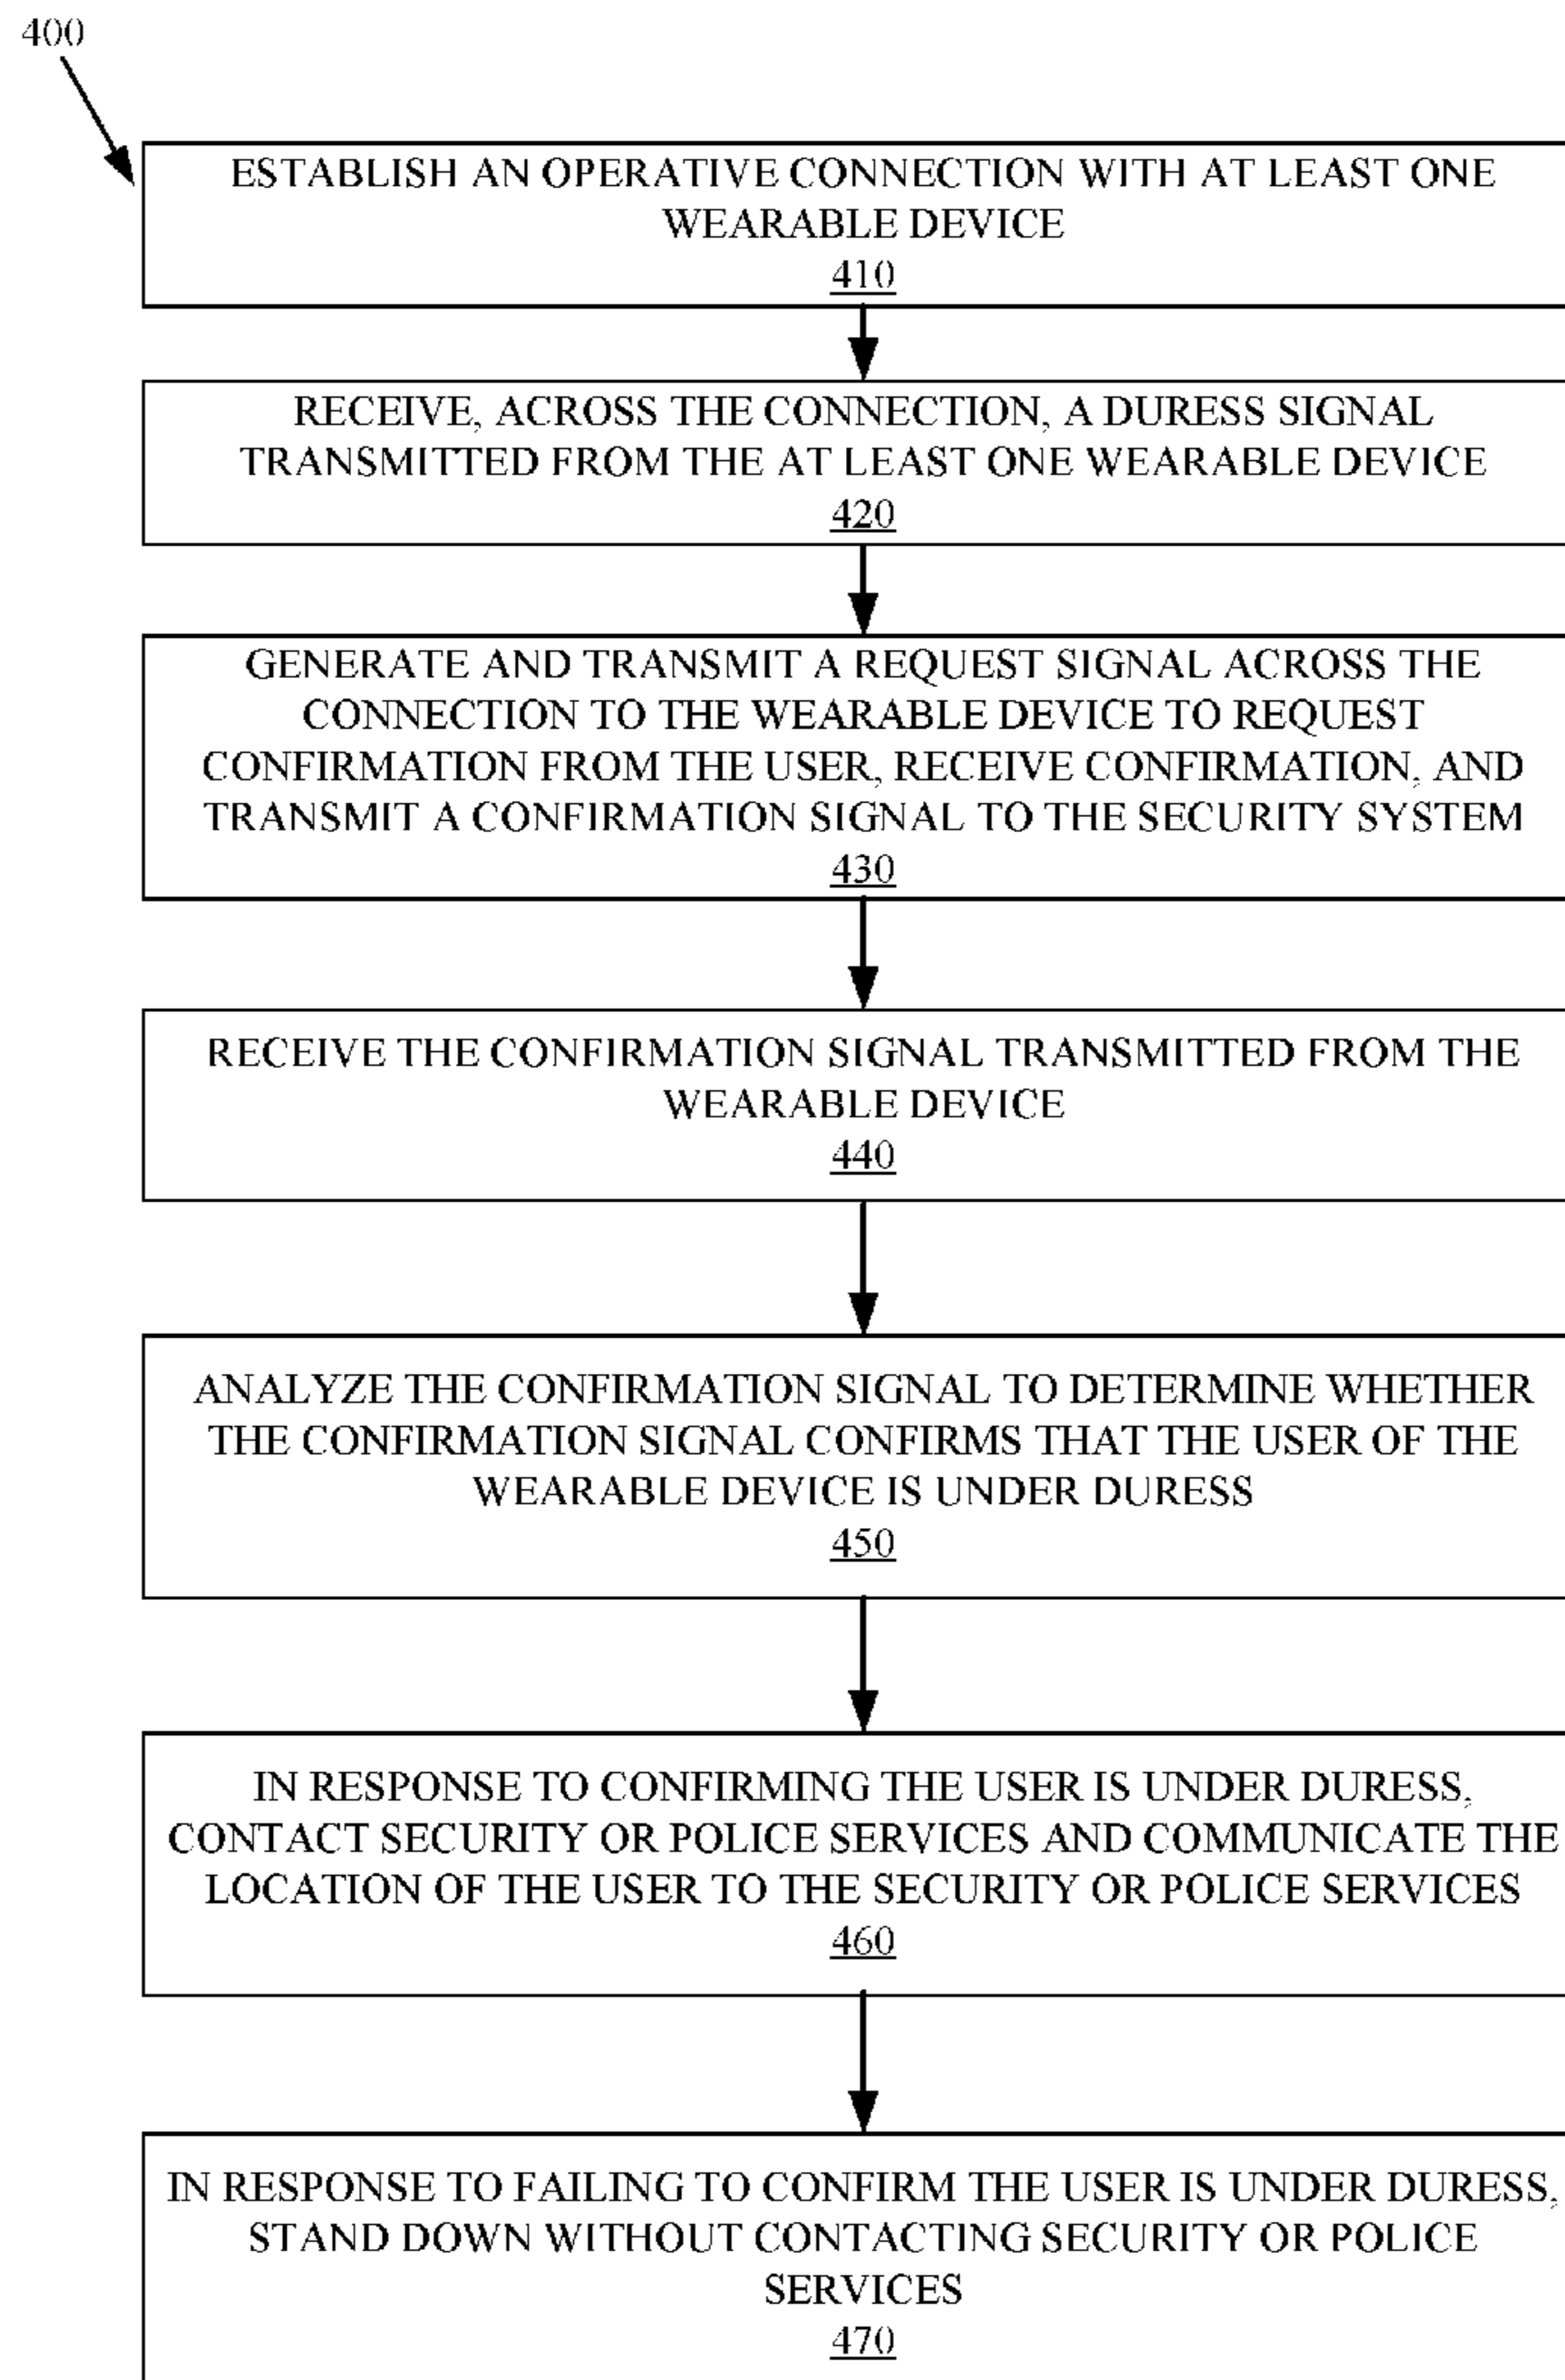 400
ESTABLISH AN OPERATIVE CONNECTION WITH AT LEAST ONE
WEARABLE DEVICE
410
RECEIVE, ACROSS THE CONNECTION, A DURESS SIGNAL
TRANSMITTED FROM THE AT LEAST ONE WEARABLE DEVICE
420
GENERATE AND TRANSMIT A REQUEST SIGNAL ACROSS THE
CONNECTION TO THE WEARABLE DEVICE TO REQUEST
CONFIRMATION FROM THE USER, RECEIVE CONFIRMATION, AND
TRANSMIT A CONFIRMATION SIGNAL TO THE SECURITY SYSTEM
430
RECEIVE THE CONFIRMATION SIGNAL TRANSMITTED FROM THE
WEARABLE DEVICE
440
ANALYZE THE CONFIRMATION SIGNAL TO DETERMINE WHETHER
THE CONFIRMATION SIGNAL CONFIRMS THAT THE USER OF THE
WEARABLE DEVICE IS UNDER DURESS
450
IN RESPONSE TO CONFIRMING THE USER IS UNDER DURESS,
CONTACT SECURITY OR POLICE SERVICES AND COMMUNICATE THE
LOCATION OF THE USER TO THE SECURITY OR POLICE SERVICES
460
IN RESPONSE TO FAILING TO CONFIRM THE USER IS UNDER DURESS,
STAND DOWN WITHOUT CONTACTING SECURITY OR POLICE
SERVICES
470